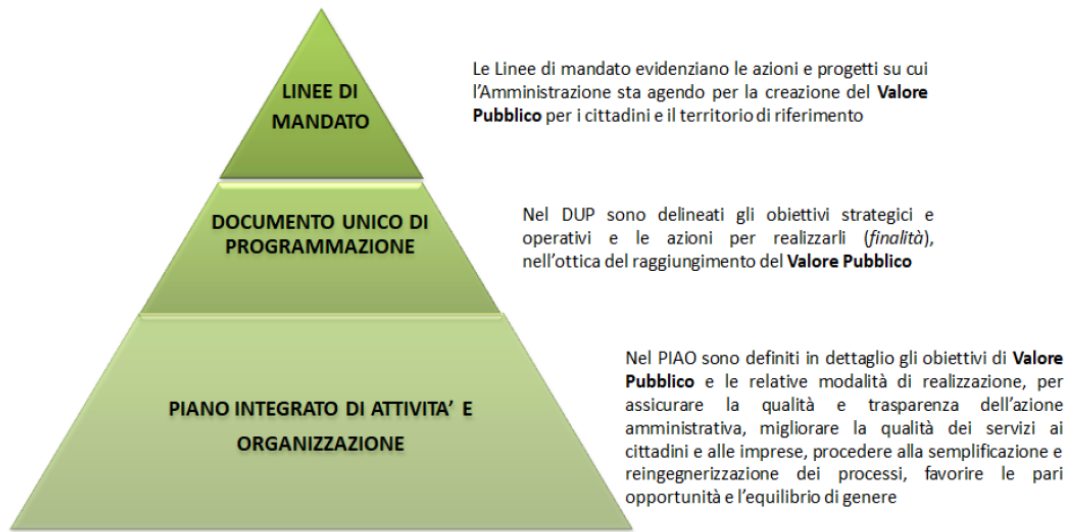 LINEE DI
MANDATO
Le Linee di mandato evidenziano le azioni e progetti su cui
l'Amministrazione sta agendo per la creazione del Valore
Pubblico per i cittadini e il territorio di riferimento
DOCUMENTO UNICO DI
PROGRAMMAZIONE
Nel DUP sono delineati gli obiettivi strategici e
operativi e le azioni per realizzarli (finalità),
nell'ottica del raggiungimento del Valore Pubblico
PIANO INTEGRATO DI ATTIVITA' E
ORGANIZZAZIONE
Nel PIAO sono definiti in dettaglio gli obiettivi di Valore
Pubblico e le relative modalità di realizzazione, per
assicurare la qualità e trasparenza dell'azione
amministrativa, migliorare la qualità dei servizi ai
cittadini e alle imprese, procedere alla semplificazione e
reingegnerizzazione dei processi, favorire le pari
opportunità e l'equilibrio di genere